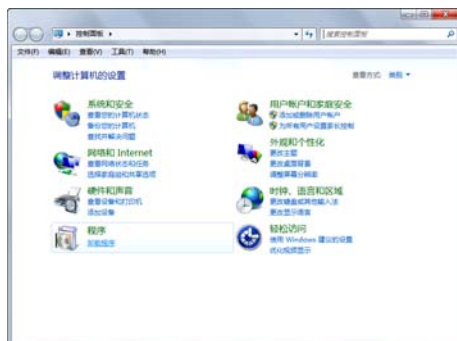 控制面板
搜索控制面板
文件(F) 编辑(E) 查看(V) 工具(T) 帮助(H)
调整计算机的设置
查看方式: 类别
系统和安全
查看您的计算机状态
备份您的计算机
查找并解决问题
网络和 Internet
查看网络状态和任务
选择家庭组和共享选项
硬件和声音
查看设备和打印机
添加设备
程序
卸载程序
用户帐户和家庭安全
添加或删除用户帐户
为所有用户设置家长控制
外观和个性化
更改主题
更改桌面背景
调整屏幕分辨率
时钟、语言和区域
更改键盘或其他输入法
更改显示语言
轻松访问
使用 Windows 建议的设置
优化视频显示